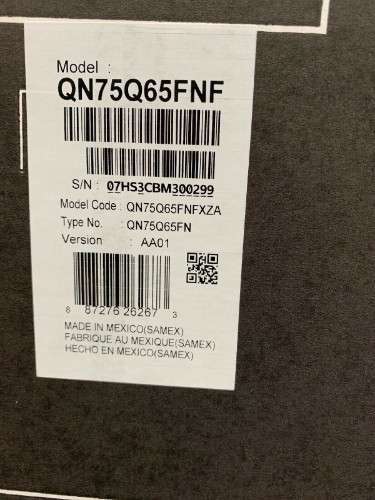 Model :
QN75Q65FNF
S/N : 07HS3CBM300299
Model Code : QN75Q65FNFXZA
Type No. : QN75Q65FN
Version : AA01
8 87276 26267 3
MADE IN MEXICO(SAMEX)
FABRIQUE AU MEXIQUE(SAMEX)
HECHO EN MEXICO(SAMEX)